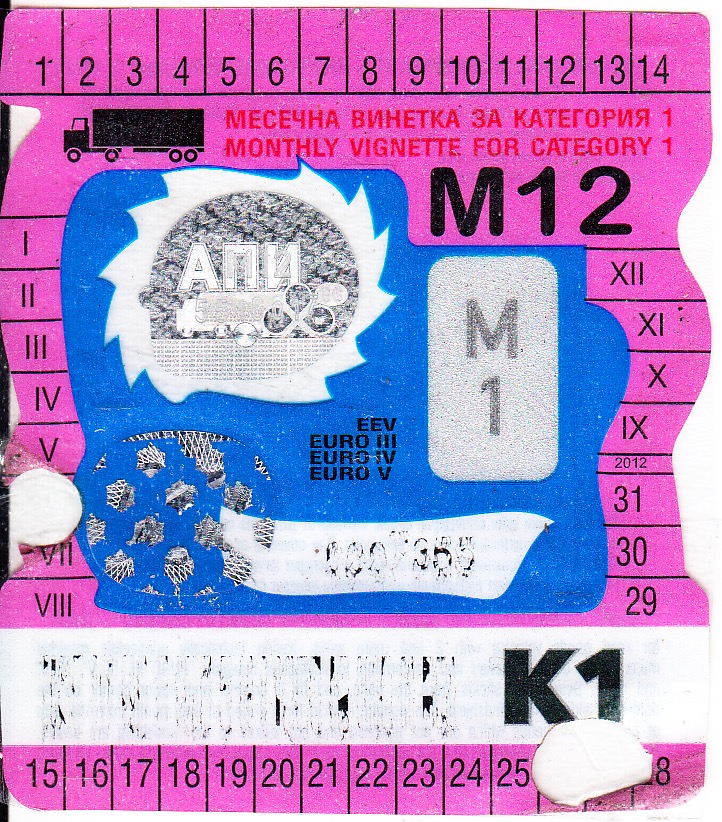 1 2 3 4 5 6 7 8 9 10 11 12 13 14
МЕСЕЧНА ВИНЕТКА ЗА КАТЕГОРИЯ 1
MONTHLY VIGNETTE FOR CATEGORY 1
M12
I
II
III
IV
V
VII
VIII
АПИ
M
1
XII
XI
X
IX
2012
31
30
29
EEV
EURO III
EURO IV
EURO V
K1
15 16 17 18 19 20 21 22 23 24 25 28